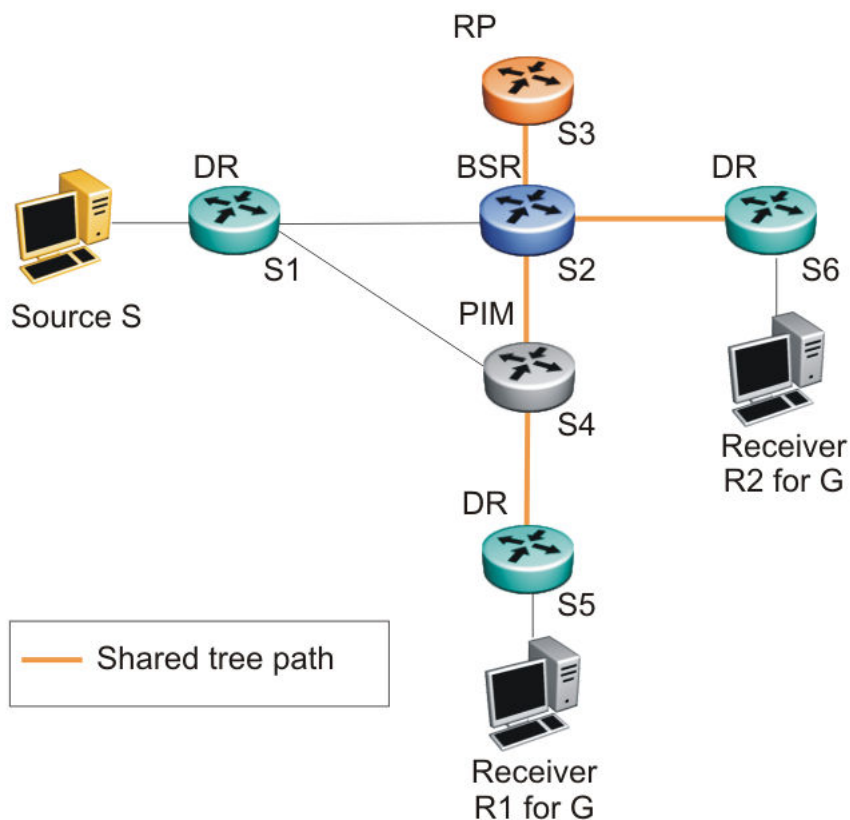 RP
S3
DR
BSR
DR
S1
S2
S6
Source S
PIM
S4
Receiver
R2 for G
DR
S5
Shared tree path
Receiver
R1 for G